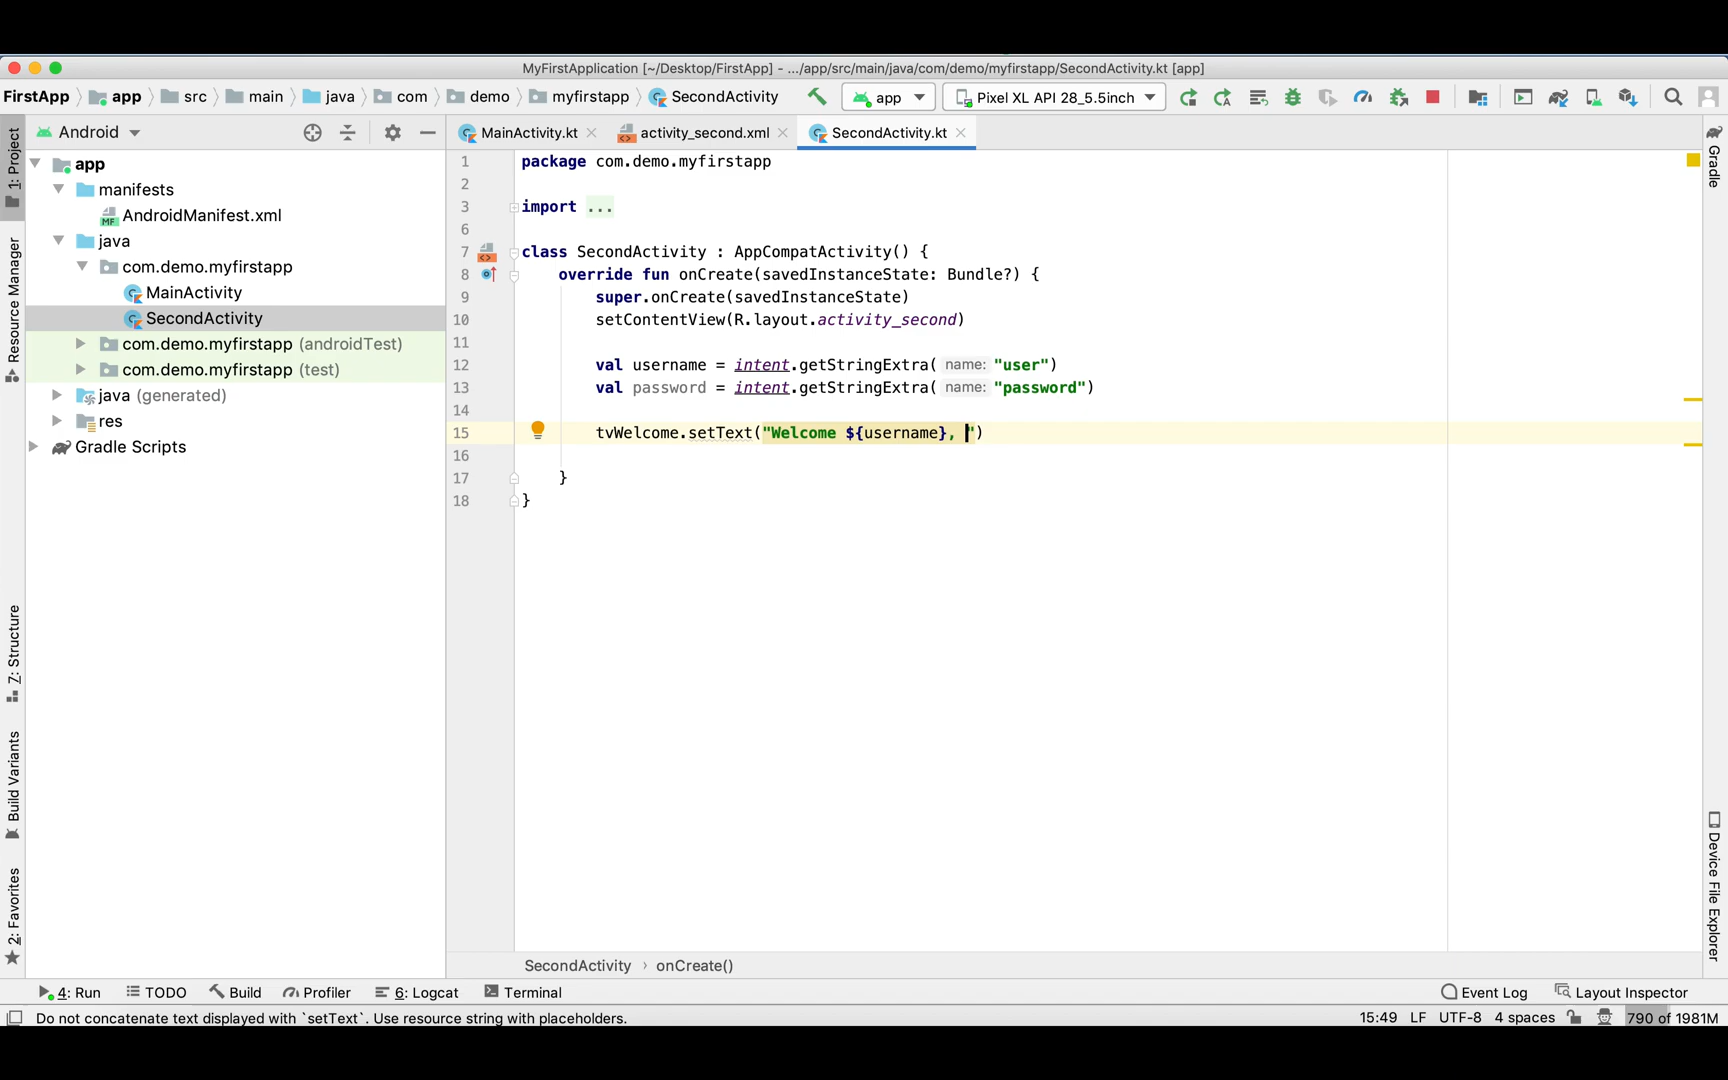 MyFirstApplication [~/Desktop/FirstApp] - .../app/src/main/java/com/demo/myfirstapp/SecondActivity.kt [app]
FirstApp app src main java com demo myfirstapp SecondActivity app Pixel XL API 28_5.5inch
Android
MainActivity.kt activity_second.xml SecondActivity.kt
1: Project
Resource Manager
7: Structure
Build Variants
2: Favorites
app
manifests
MF AndroidManifest.xml
java
com.demo.myfirstapp
MainActivity
SecondActivity
com.demo.myfirstapp (androidTest)
com.demo.myfirstapp (test)
java (generated)
res
Gradle Scripts
1 package com.demo.myfirstapp
2
3 import ...
6
7 class SecondActivity : AppCompatActivity() {
8 override fun onCreate(savedInstanceState: Bundle?) {
9 super.onCreate(savedInstanceState)
10 setContentView(R.layout.activity_second)
11
12 val username = intent.getStringExtra( name: "user")
13 val password = intent.getStringExtra( name: "password")
14
15 tvWelcome.setText("Welcome ${username}, ")
16
17 }
18 }
Gradle
Device File Explorer
SecondActivity › onCreate()
4: Run TODO Build Profiler 6: Logcat Terminal Event Log Layout Inspector
Do not concatenate text displayed with `setText`. Use resource string with placeholders. 15:49 LF UTF-8 4 spaces 790 of 1981M